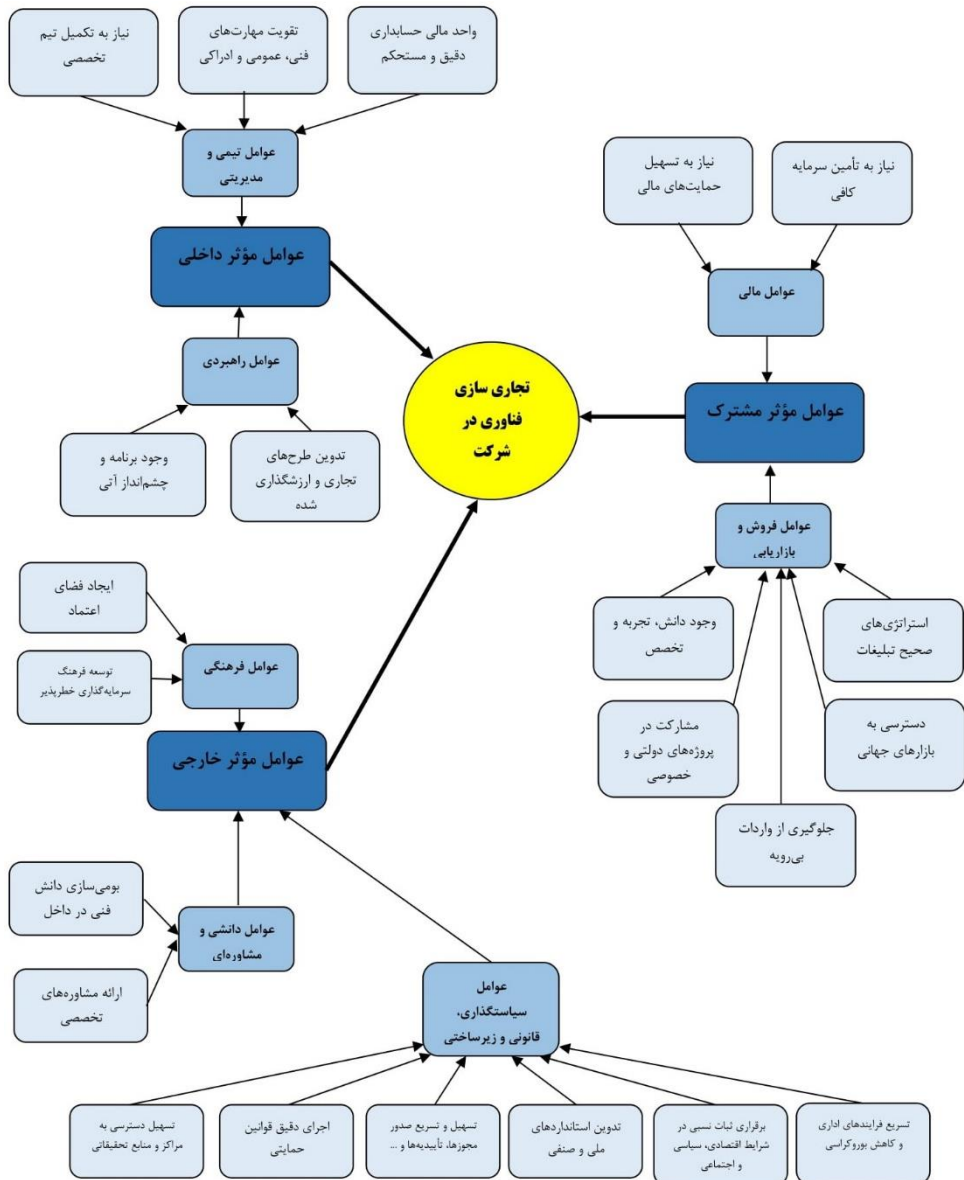 نیاز به تکمیل تیم
تخصصی
تقویت مهارت‌های
فنی، عمومی و ادراکی
واحد مالی حسابداری
دقیق و مستحکم
عوامل تیمی و
مدیریتی
عوامل مؤثر داخلی
عوامل راهبردی
وجود برنامه و
چشم‌انداز آتی
تدوین طرح‌های
تجاری و ارزشگذاری
شده
نیاز به تسهیل
حمایت‌های مالی
نیاز به تأمین سرمایه
کافی
عوامل مالی
عوامل مؤثر مشترک
تجاری سازی
فناوری در
شرکت
عوامل فروش و
بازاریابی
وجود دانش، تجربه و
تخصص
استراتژی‌های
صحیح تبلیغات
مشارکت در
پروژه‌های دولتی و
خصوصی
دسترسی به
بازارهای جهانی
جلوگیری از واردات
بی‌رویه
ایجاد فضای
اعتماد
توسعه فرهنگ
سرمایه‌گذاری خطرپذیر
عوامل فرهنگی
عوامل مؤثر خارجی
بومی‌سازی دانش
فنی در داخل
ارائه مشاوره‌های
تخصصی
عوامل دانشی و
مشاوره‌ای
عوامل
سیاستگذاری،
قانونی و زیرساختی
تسهیل دسترسی به
مراکز و منابع تحقیقاتی
اجرای دقیق قوانین
حمایتی
تسهیل و تسریع صدور
مجوزها، تأییدیه‌ها و ...
تدوین استانداردهای
ملی و صنفی
برقراری ثبات نسبی در
شرایط اقتصادی، سیاسی
و اجتماعی
تسریع فرایندهای اداری
و کاهش بوروکراسی